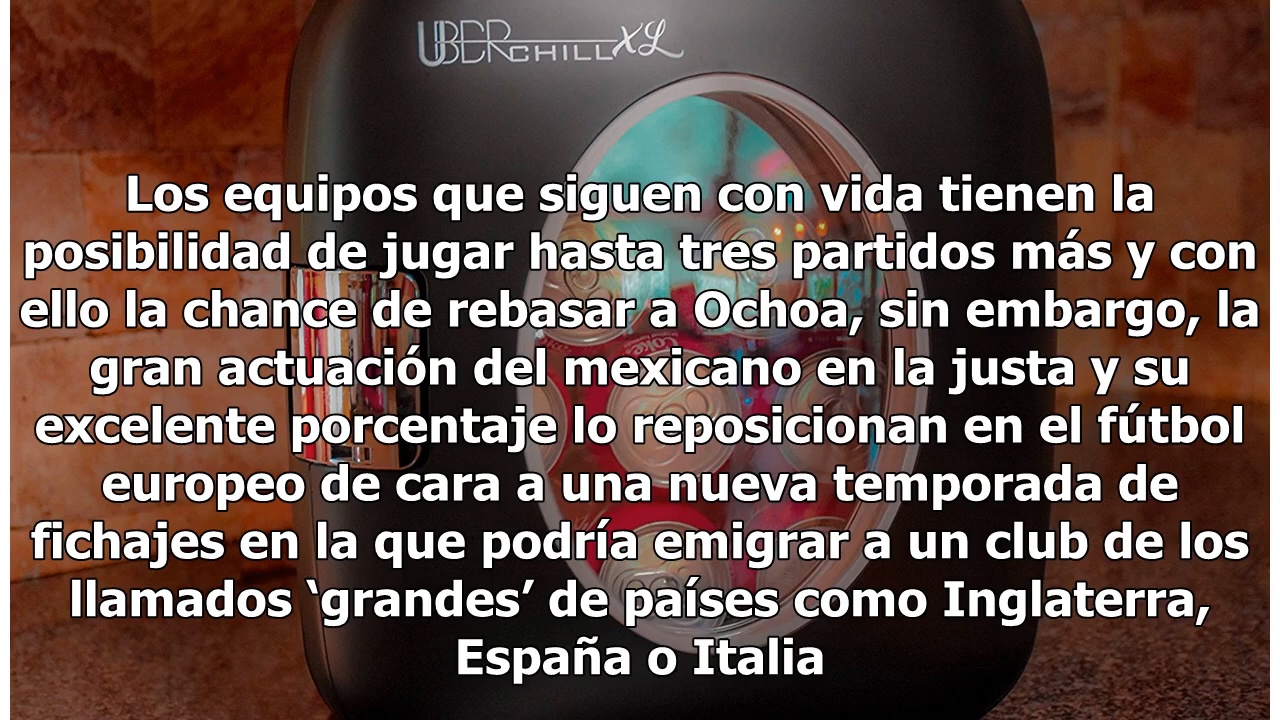 UBERCHILL XL
Los equipos que siguen con vida tienen la
posibilidad de jugar hasta tres partidos más y con
ello la chance de rebasar a Ochoa, sin embargo, la
gran actuación del mexicano en la justa y su
excelente porcentaje lo reposicionan en el fútbol
europeo de cara a una nueva temporada de
fichajes en la que podría emigrar a un club de los
llamados ‘grandes’ de países como Inglaterra,
España o Italia
Coke